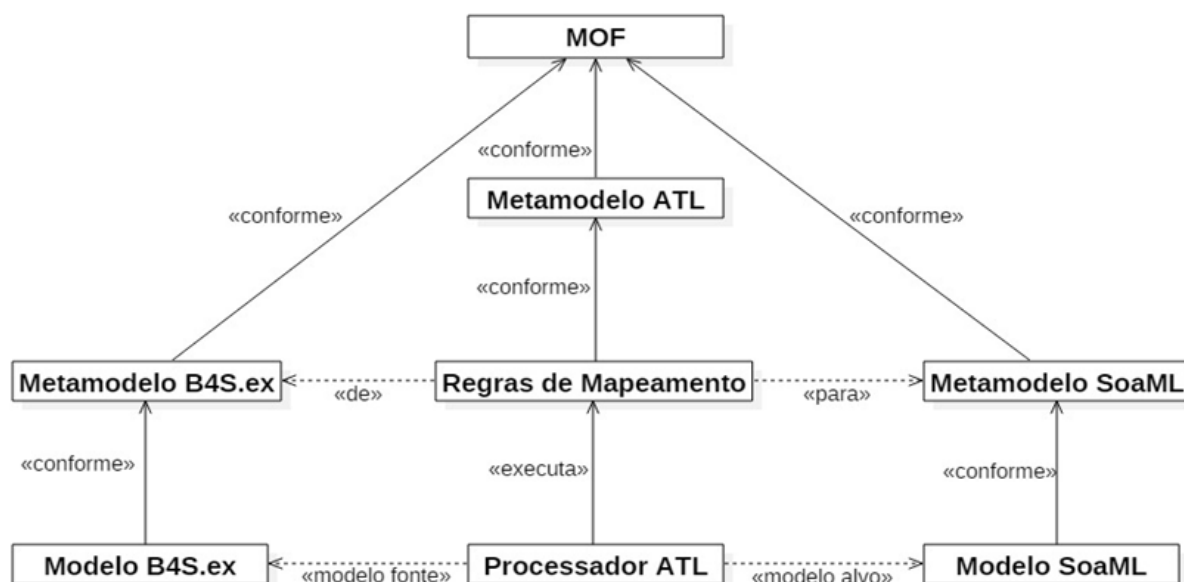 MOF
«conforme»
Metamodelo ATL
«conforme»
«conforme»
«conforme»
Metamodelo B4S.ex
«de»
Regras de Mapeamento
«para»
Metamodelo SoaML
«conforme»
«executa»
«conforme»
Modelo B4S.ex
«modelo fonte»
Processador ATL
«modelo alvo»
Modelo SoaML